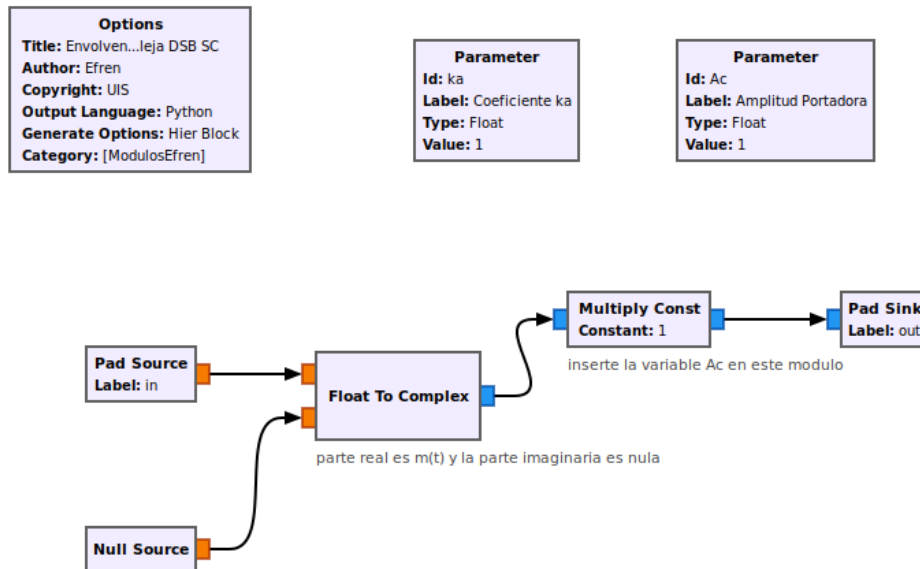 Options
Title: Envolven...leja DSB SC
Author: Efren
Copyright: UIS
Output Language: Python
Generate Options: Hier Block
Category: [ModulosEfren]
Parameter
Id: ka
Label: Coeficiente ka
Type: Float
Value: 1
Parameter
Id: Ac
Label: Amplitud Portadora
Type: Float
Value: 1
Multiply Const
Constant: 1
Pad Sink
Label: out
inserte la variable Ac en este modulo
Pad Source
Label: in
Float To Complex
parte real es m(t) y la parte imaginaria es nula
Null Source